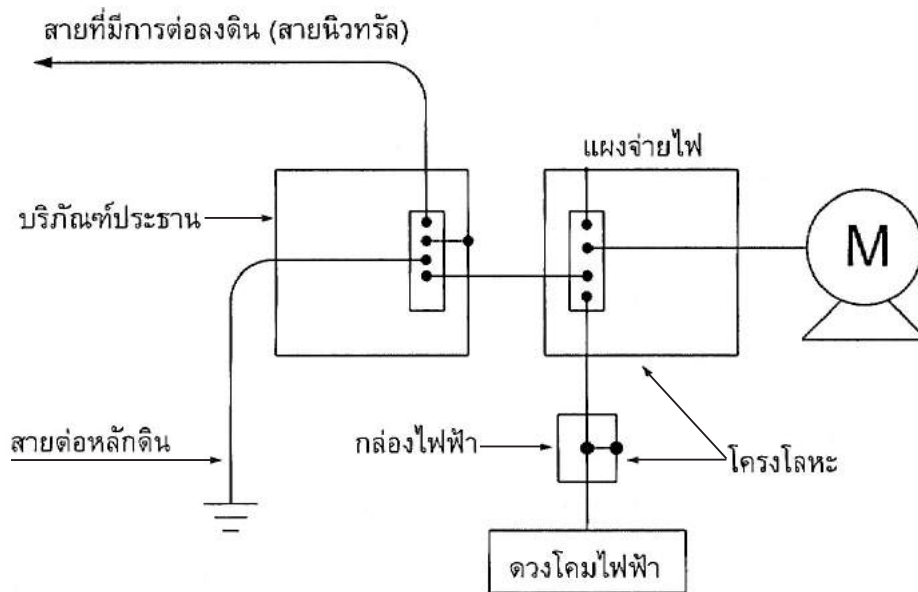 สายที่มีการต่อลงดิน (สายนิวทรัล)
แผงจ่ายไฟ
บริภัณฑ์ประธาน
M
สายต่อหลักดิน
กล่องไฟฟ้า
โครงโลหะ
ดวงโคมไฟฟ้า